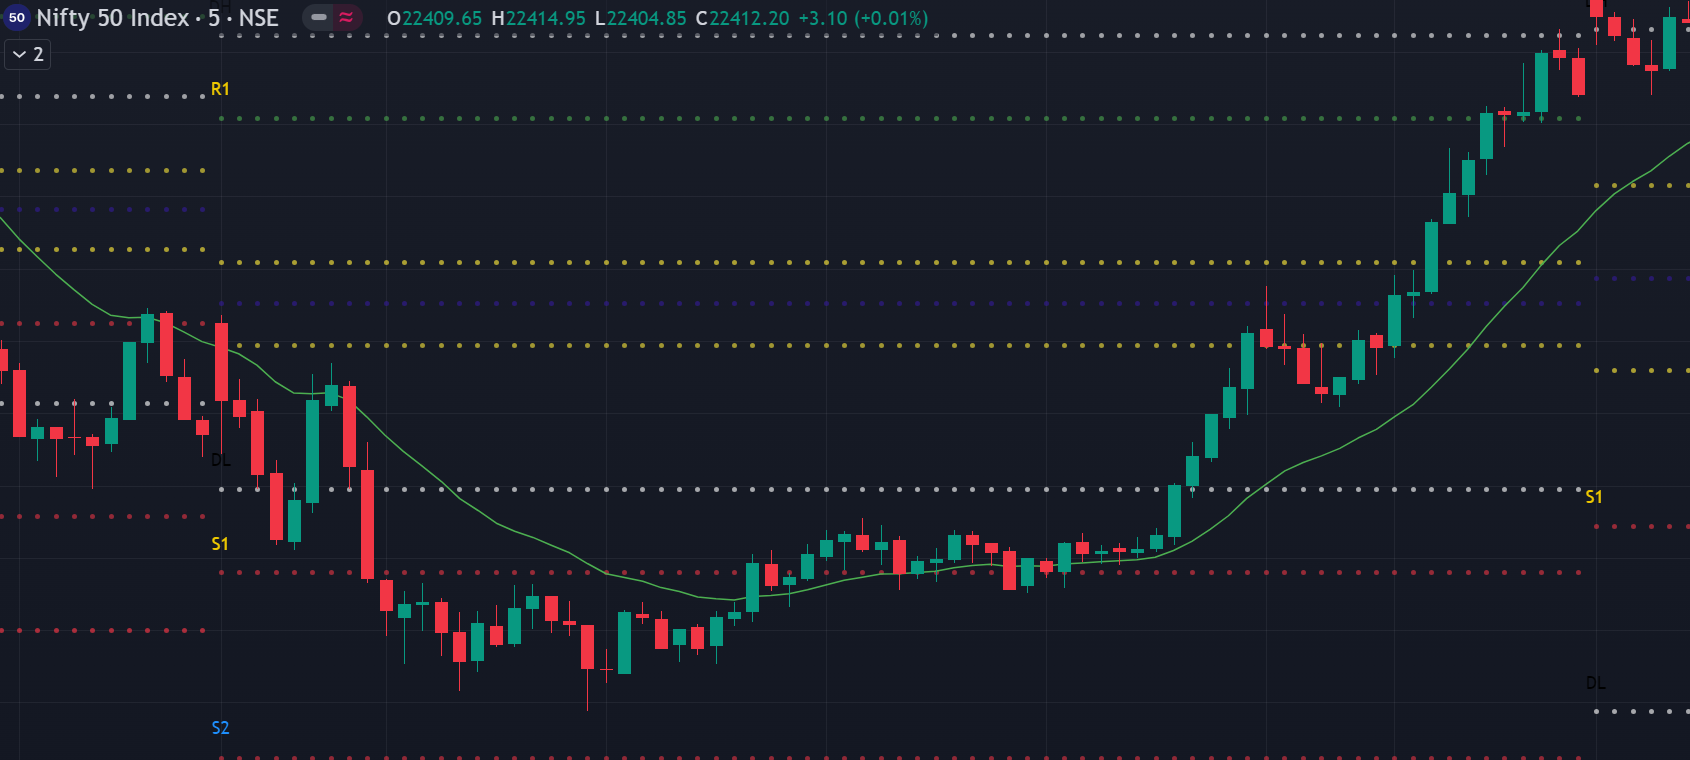 50 Nifty 50 Index · 5 · NSE O22409.65 H22414.95 L22404.85 C22412.20 +3.10 (+0.01%)
DH
2
R1
DL
S1
S1
DL
S2